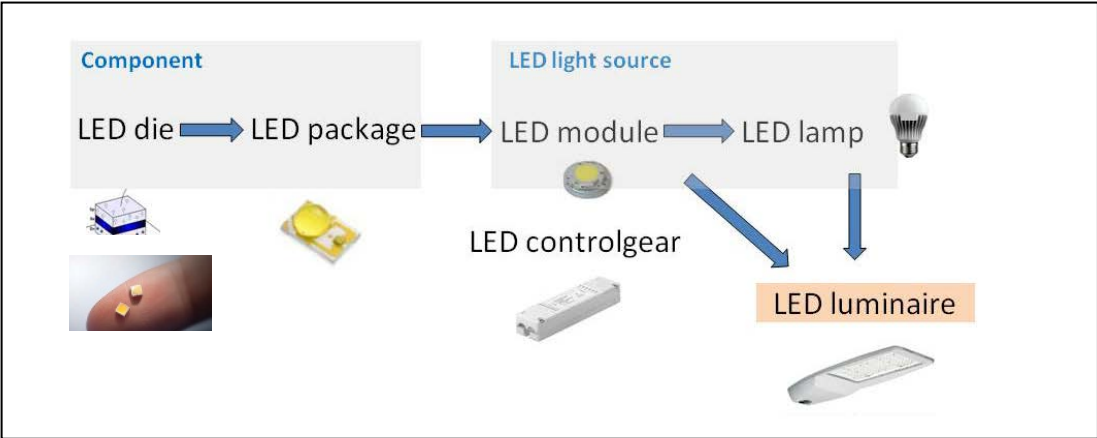 Component
LED light source
LED die
LED package
LED module
LED lamp
LED controlgear
LED luminaire